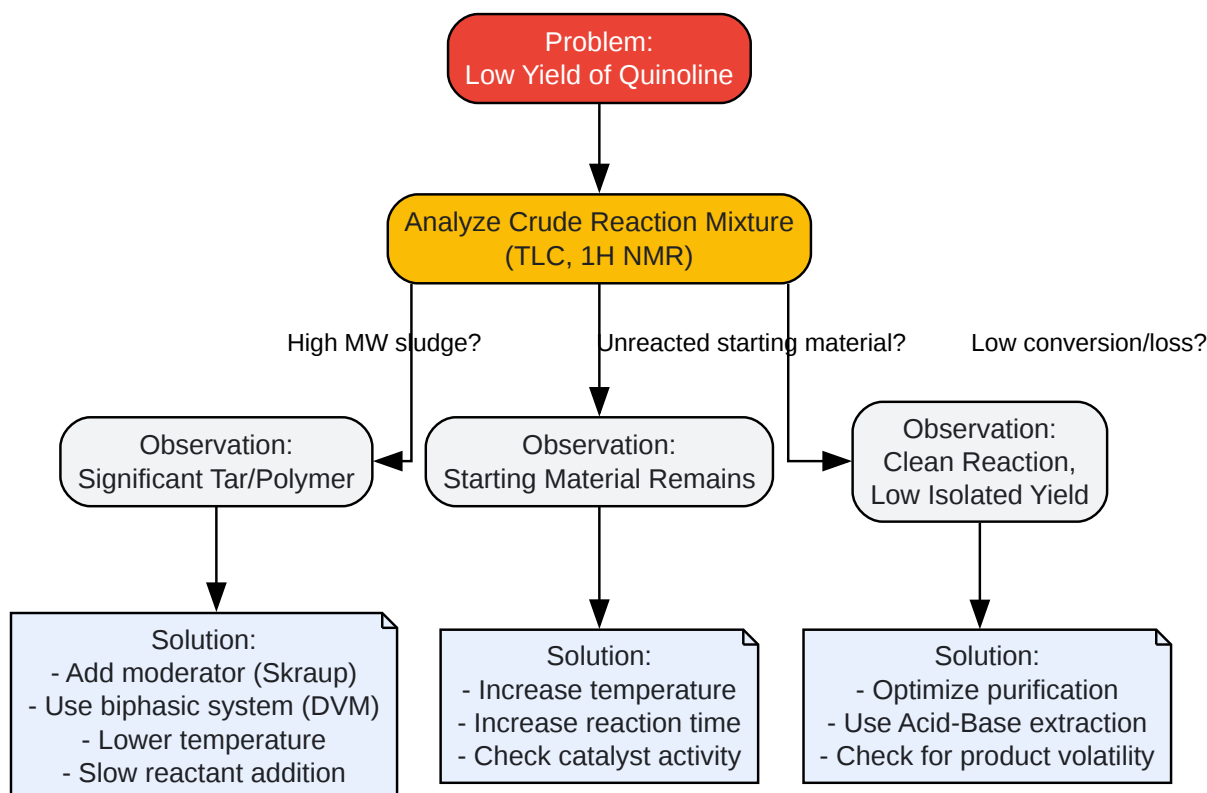 Problem:
Low Yield of Quinoline
Analyze Crude Reaction Mixture
(TLC, 1H NMR)
High MW sludge?
Unreacted starting material?
Low conversion/loss?
Observation:
Significant Tar/Polymer
Observation:
Starting Material Remains
Observation:
Clean Reaction,
Low Isolated Yield
Solution:
- Add moderator (Skraup)
- Use biphasic system (DVM)
- Lower temperature
- Slow reactant addition
Solution:
- Increase temperature
- Increase reaction time
- Check catalyst activity
Solution:
- Optimize purification
- Use Acid-Base extraction
- Check for product volatility